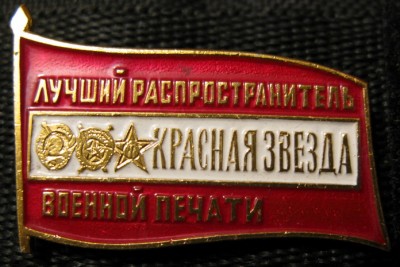 ЛУЧШИЙ РАСПРОСТРАНИТЕЛЬ
КРАСНАЯ ЗВЕЗДА
ВОЕННОЙ ПЕЧАТИ